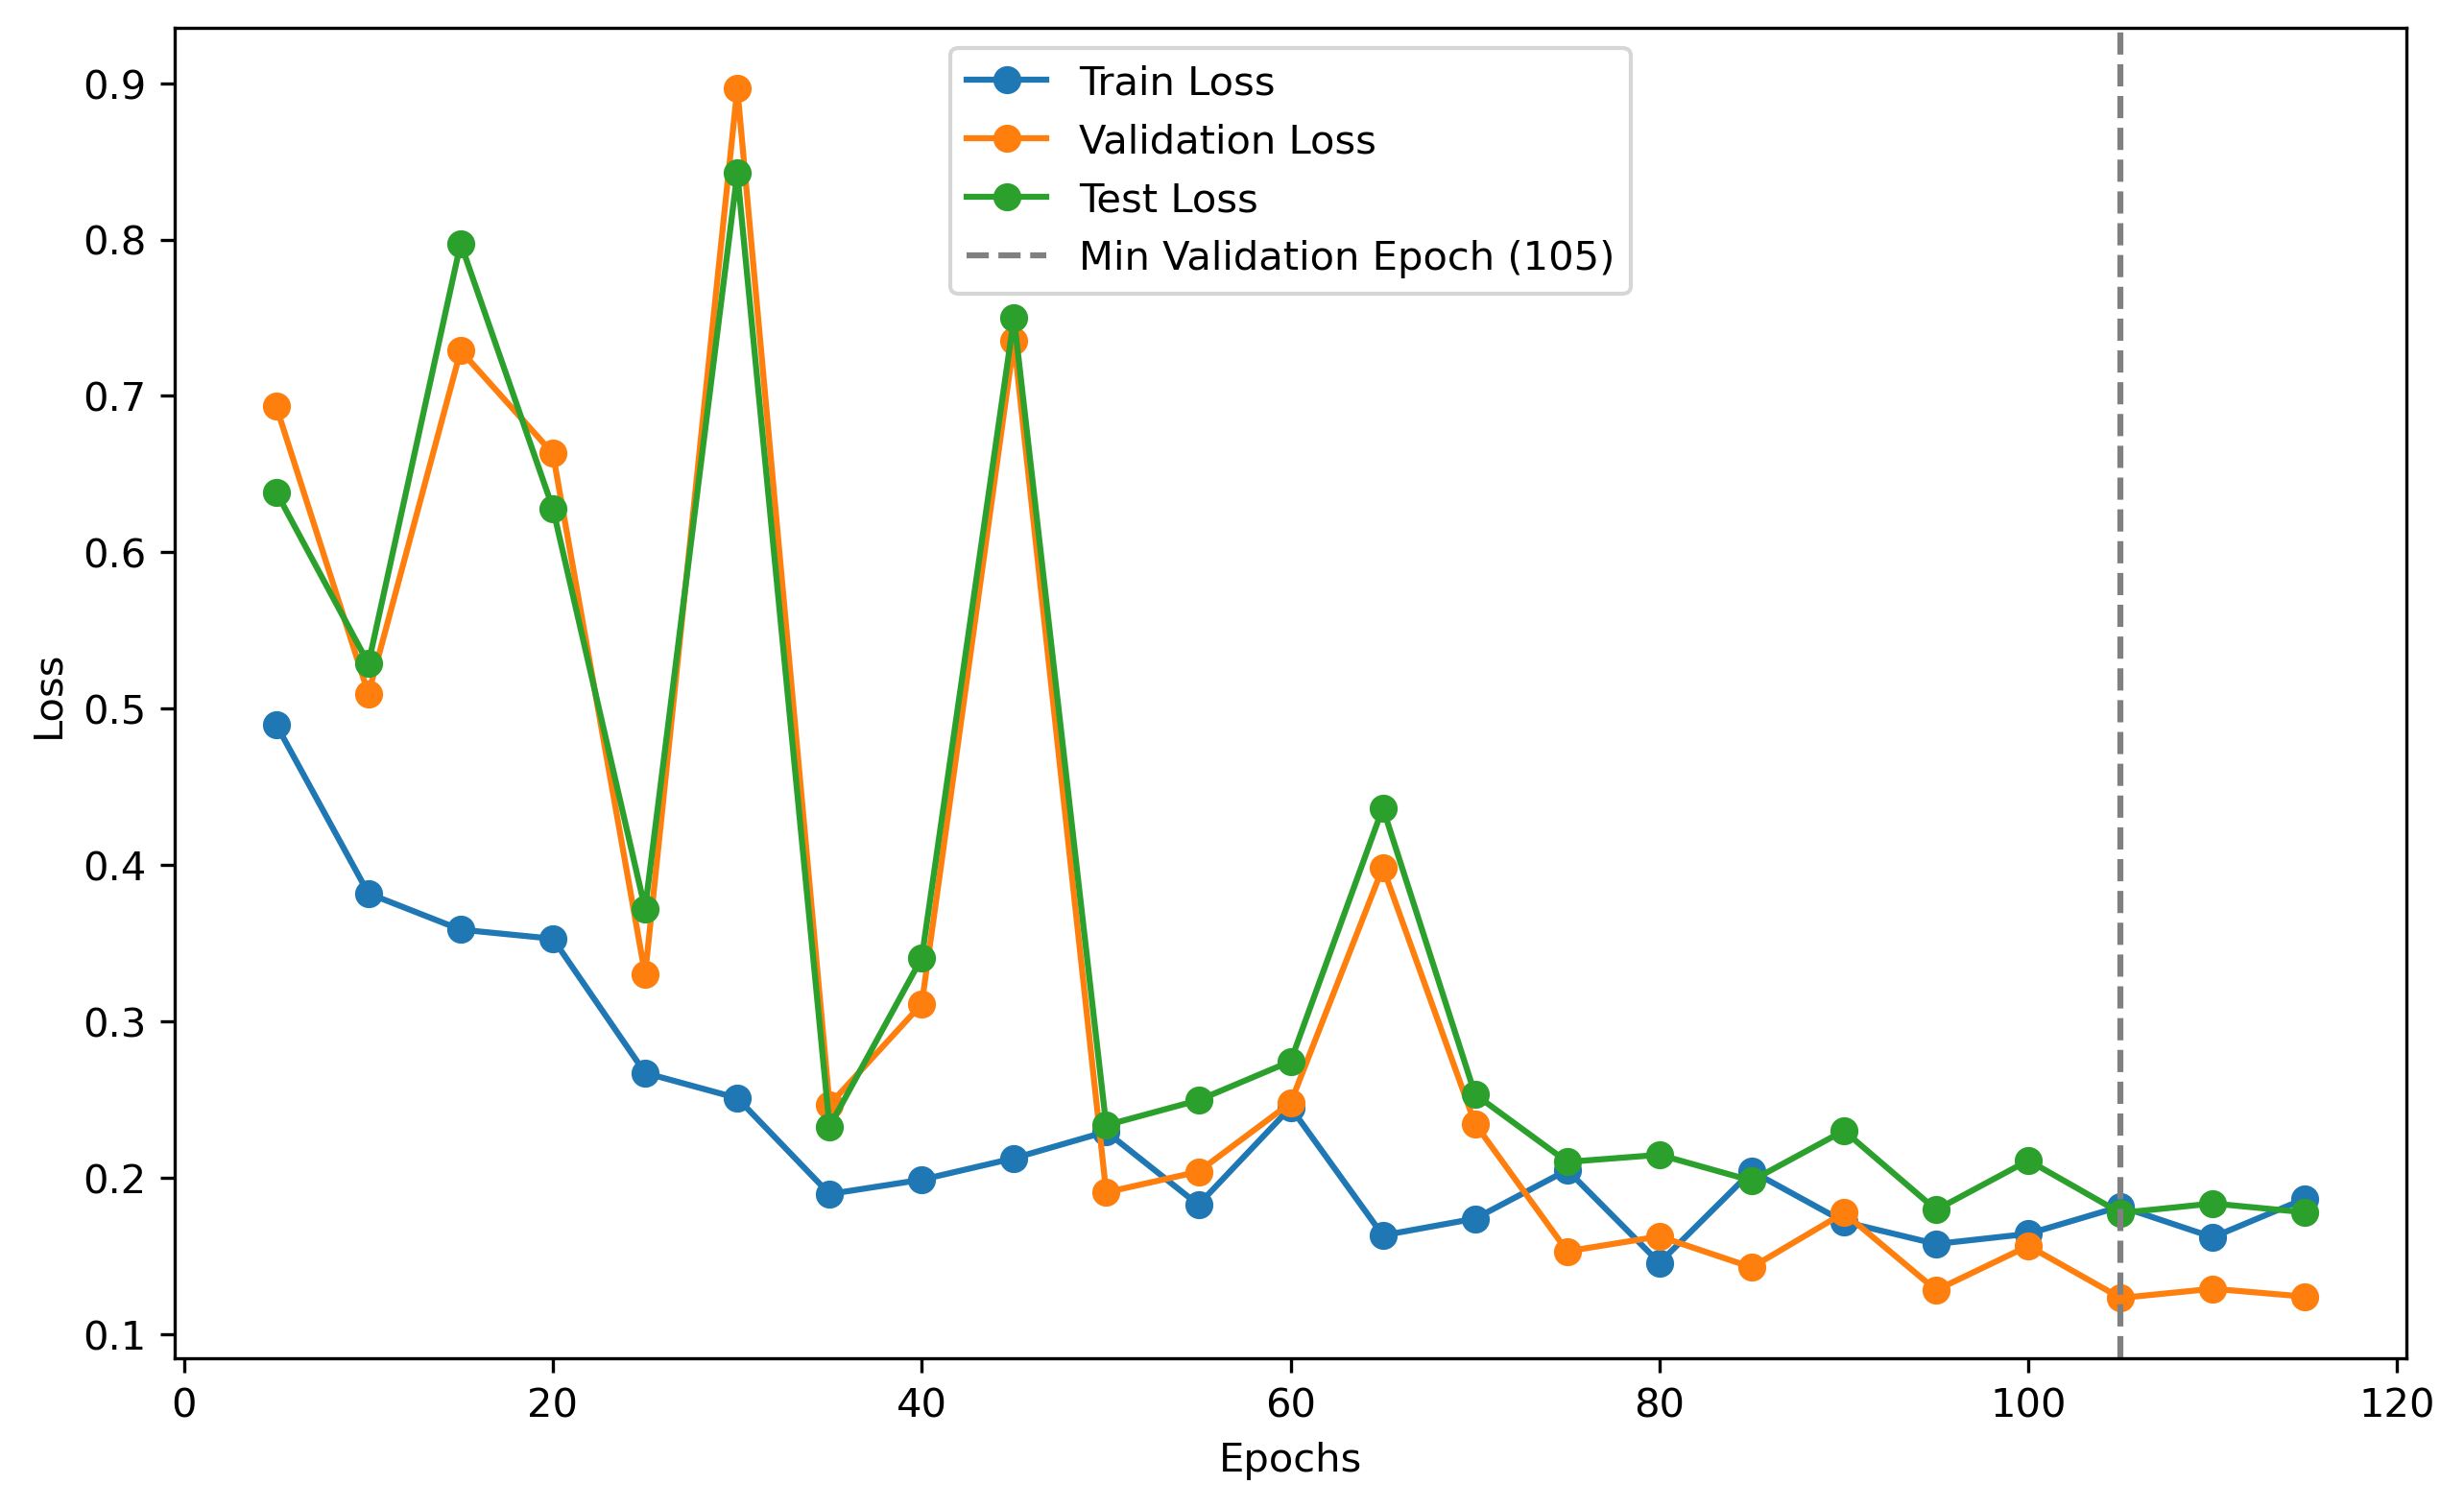 Train Loss
Validation Loss
Test Loss
Min Validation Epoch (105)
0.9
0.8
0.7
0.6
0.5
0.4
0.3
0.2
0.1
Loss
0 20 40 60 80 100 120
Epochs